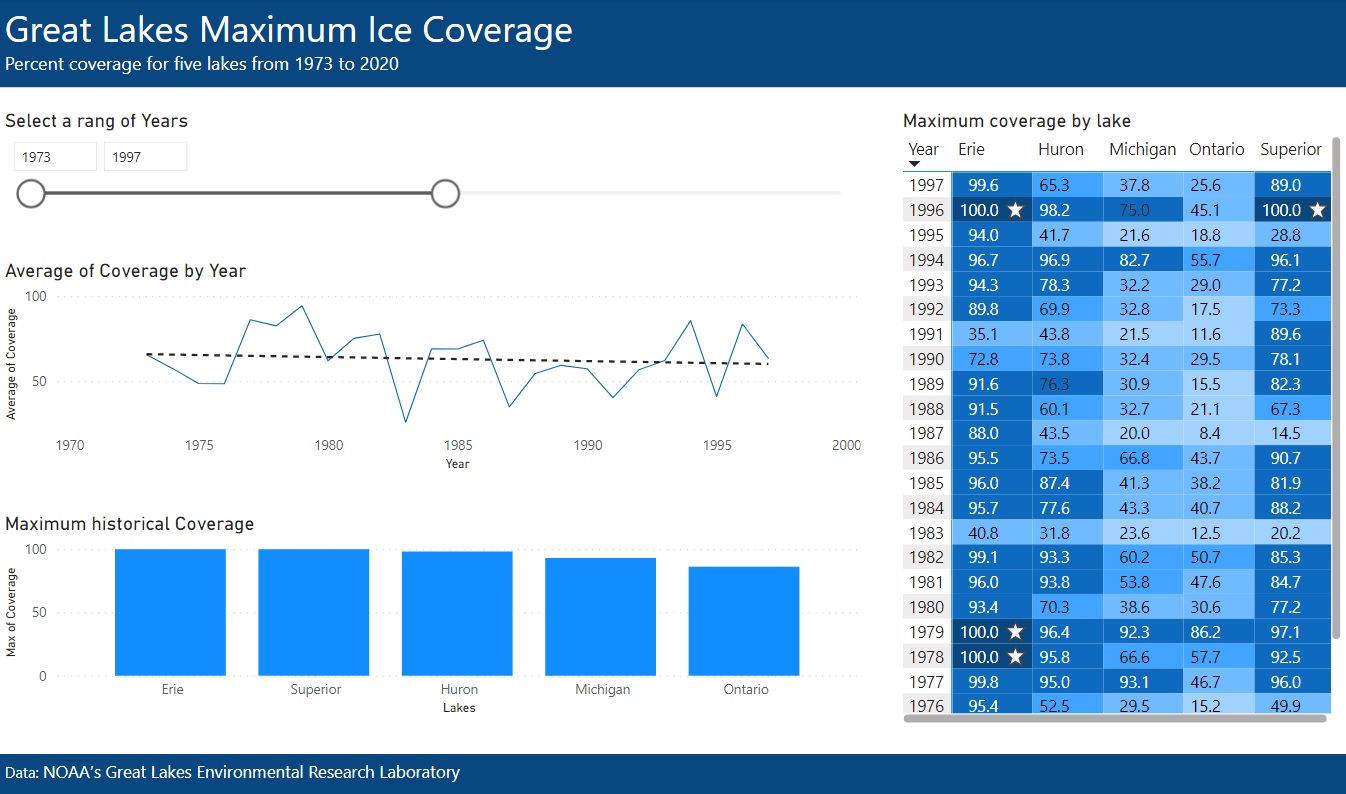 Great Lakes Maximum Ice Coverage
Percent coverage for five lakes from 1973 to 2020
Select a rang of Years
1973 1997
Average of Coverage by Year
Average of Coverage
100
50
1970 1975 1980 1985 1990 1995 2000
Year
Maximum historical Coverage
Max of Coverage
100
50
0
Erie Superior Huron Michigan Ontario
Lakes
Maximum coverage by lake
Year Erie Huron Michigan Ontario Superior
1997 99.6 65.3 37.8 25.6 89.0
1996 100.0 98.2 75.0 45.1 100.0
1995 94.0 41.7 21.6 18.8 28.8
1994 96.7 96.9 82.7 55.7 96.1
1993 94.3 78.3 32.2 29.0 77.2
1992 89.8 69.9 32.8 17.5 73.3
1991 35.1 43.8 21.5 11.6 89.6
1990 72.8 73.8 32.4 29.5 78.1
1989 91.6 76.3 30.9 15.5 82.3
1988 91.5 60.1 32.7 21.1 67.3
1987 88.0 43.5 20.0 8.4 14.5
1986 95.5 73.5 66.8 43.7 90.7
1985 96.0 87.4 41.3 38.2 81.9
1984 95.7 77.6 43.3 40.7 88.2
1983 40.8 31.8 23.6 12.5 20.2
1982 99.1 93.3 60.2 50.7 85.3
1981 96.0 93.8 53.8 47.6 84.7
1980 93.4 70.3 38.6 30.6 77.2
1979 100.0 96.4 92.3 86.2 97.1
1978 100.0 95.8 66.6 57.7 92.5
1977 99.8 95.0 93.1 46.7 96.0
1976 95.4 52.5 29.5 15.2 49.9
Data: NOAA's Great Lakes Environmental Research Laboratory